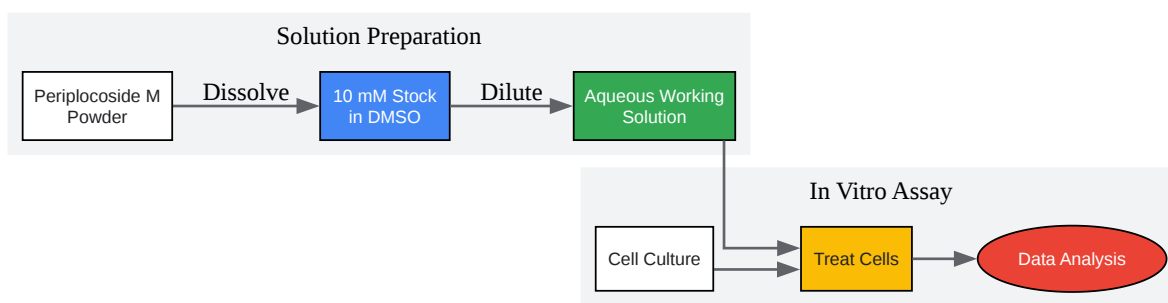 Solution Preparation
Periplocoside M
Powder
Dissolve
10 mM Stock
in DMSO
Dilute
Aqueous Working
Solution
In Vitro Assay
Cell Culture
Treat Cells
Data Analysis